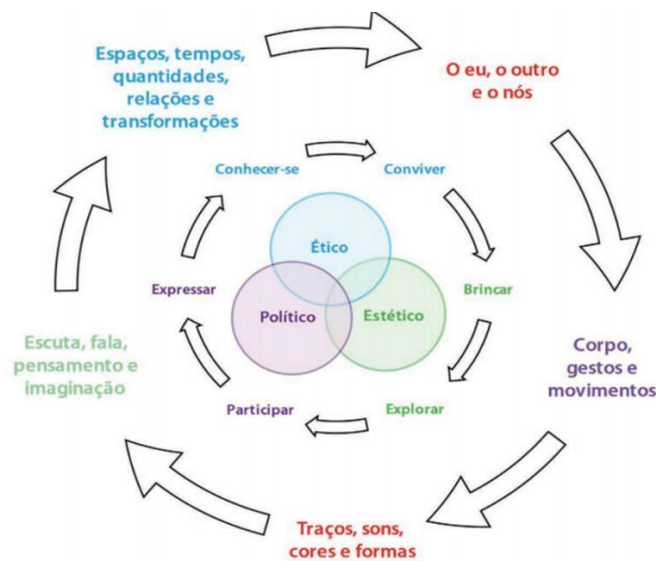 Espaços, tempos,
quantidades,
relações e
transformações
O eu, o outro
e o nós
Conhecer-se
Conviver
Ético
Expressar
Político
Estético
Brincar
Escuta, fala,
pensamento e
imaginação
Corpo,
gestos e
movimentos
Participar
Explorar
Traços, sons,
cores e formas